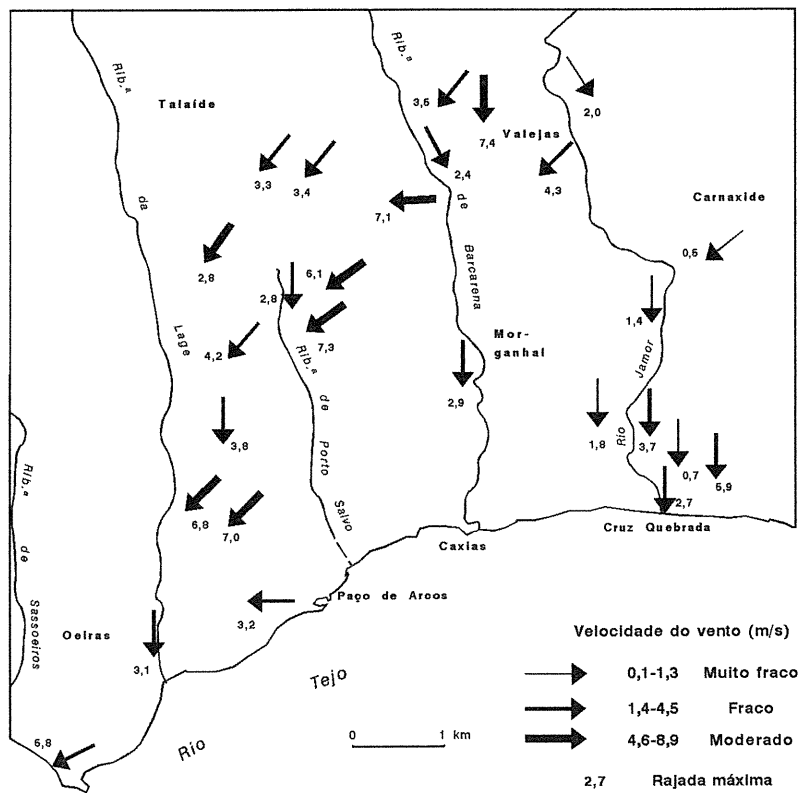 Rib.ª
da
Lage
Talaíde
Rib.ª
de
Barcarena
3,5
7,4
Valejas
2,0
2,4
4,3
3,3
3,4
7,1
Carnaxide
0,5
2,8
6,1
2,8
7,3
1,4
4,2
Rib.ª
de
Porto
Salvo
Mor-
ganhal
Jamor
Rio
2,9
1,8
3,7
3,8
0,7
5,9
2,7
6,8
7,0
Rib.ª
de
Sassoeiros
Caxias
Cruz Quebrada
Paço de Arcos
3,2
Oeiras
3,1
Velocidade do vento (m/s)
0,1-1,3 Muito fraco
1,4-4,5 Fraco
4,6-8,9 Moderado
2,7 Rajada máxima
Rio
Tejo
0 1 km